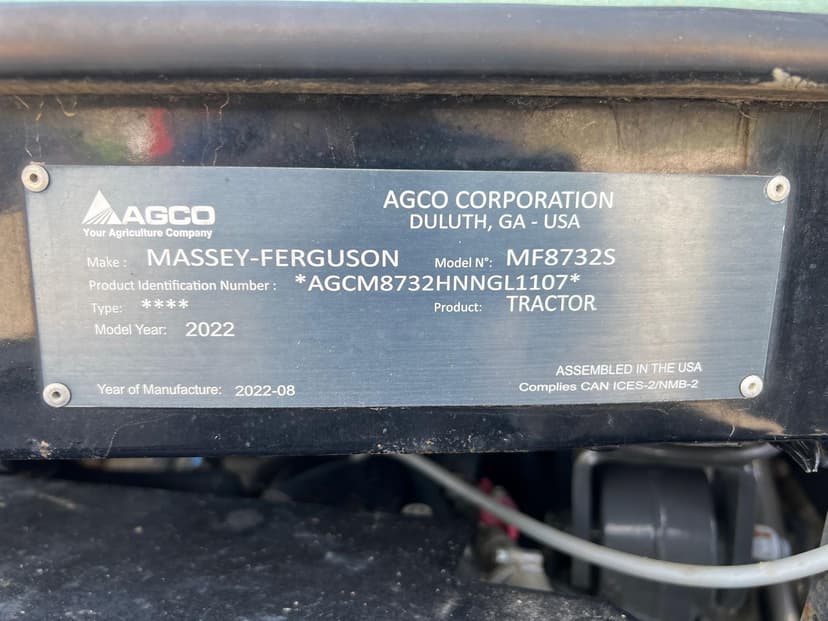 AGCO
Your Agriculture Company
AGCO CORPORATION
DULUTH, GA - USA
Make : MASSEY-FERGUSON Model N°: MF8732S
Product Identification Number : *AGCM8732HNNGL1107*
Type: **** Product: TRACTOR
Model Year: 2022
ASSEMBLED IN THE USA
Year of Manufacture: 2022-08 Complies CAN ICES-2/NMB-2